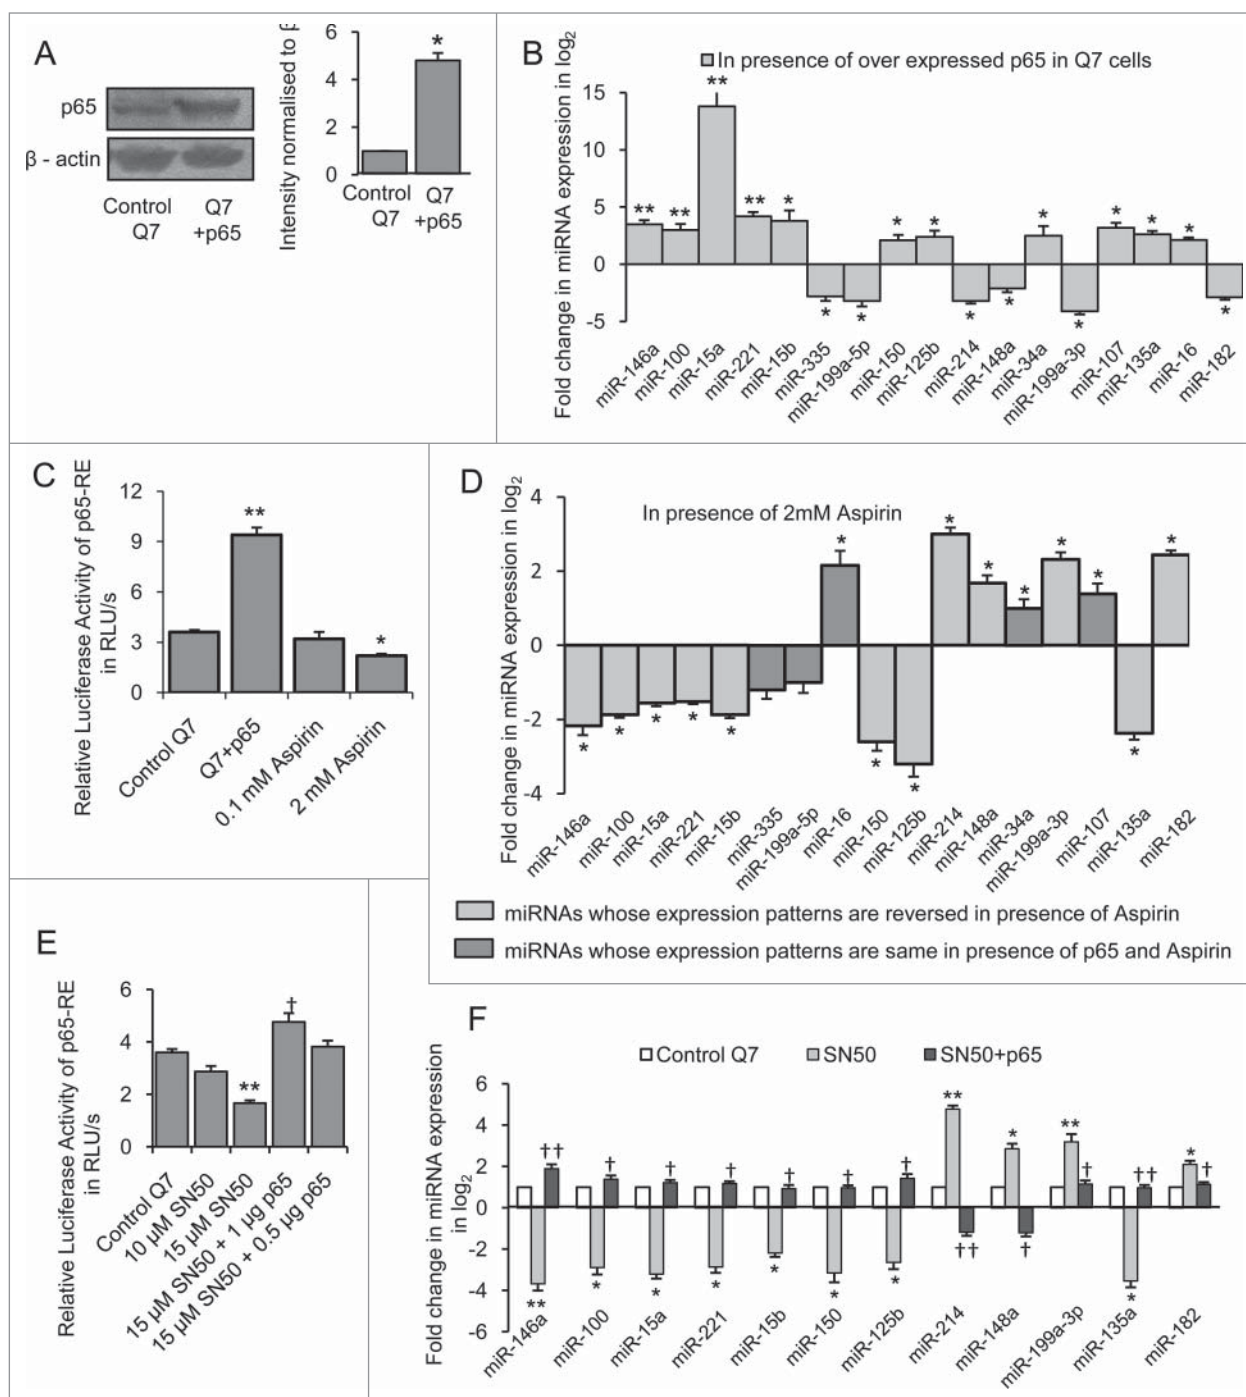 A
p65
β - actin
Control
Q7
Q7
+p65
Intensity normalised to β
6
4
2
0
*
Control
Q7
Q7
+p65
B
In presence of over expressed p65 in Q7 cells
Fold change in miRNA expression in log2
15
10
5
0
-5
** ** ** ** * * * * * * * * * * * * *
miR-146a
miR-100
miR-15a
miR-221
miR-15b
miR-335
miR-199a-5p
miR-150
miR-125b
miR-214
miR-148a
miR-34a
miR-199a-3p
miR-107
miR-135a
miR-16
miR-182
C
Relative Luciferase Activity of p65-RE
in RLU/s
12
9
6
3
0
**
*
Control Q7
Q7+p65
0.1 mM Aspirin
2 mM Aspirin
D
In presence of 2mM Aspirin
Fold change in miRNA expression in log2
4
2
0
-2
-4
* * * * * * * * * * * * * * *
miR-146a
miR-100
miR-15a
miR-221
miR-15b
miR-335
miR-199a-5p
miR-16
miR-150
miR-125b
miR-214
miR-148a
miR-34a
miR-199a-3p
miR-107
miR-135a
miR-182
miRNAs whose expression patterns are reversed in presence of Aspirin
miRNAs whose expression patterns are same in presence of p65 and Aspirin
E
Relative Luciferase Activity of p65-RE
in RLU/s
6
4
2
0
**
†
Control Q7
10 µM SN50
15 µM SN50
15 µM SN50 + 1 µg p65
15 µM SN50 + 0.5 µg p65
F
Control Q7 SN50 SN50+p65
Fold change in miRNA expression
in log2
6
4
2
0
-2
-4
-6
†† † † † † † † ** * ** † †† * †
** * * * * * * †† † *
miR-146a
miR-100
miR-15a
miR-221
miR-15b
miR-150
miR-125b
miR-214
miR-148a
miR-199a-3p
miR-135a
miR-182